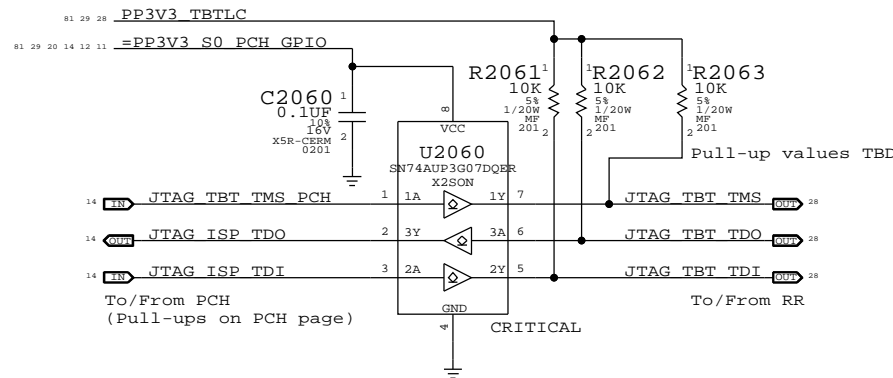 81 29 28 PP3V3_TBTLC
81 29 20 14 12 11 =PP3V3_S0_PCH_GPIO
R2061 R2062 R2063
1 1 1
10K 10K 10K
5% 5% 5%
1/20W 1/20W 1/20W
MF MF MF
201 201 201
2 2 2
C2060 1
0.1UF
10%
16V 2
X5R-CERM
0201
8
VCC
U2060
SN74AUP3G07DQER
X2SON
Pull-up values TBD
14 IN JTAG_TBT_TMS_PCH 1 1A 1Y 7 JTAG_TBT_TMS OUT 28
14 OUT JTAG_ISP_TDO 2 3Y 3A 6 JTAG_TBT_TDO OUT 28
14 IN JTAG_ISP_TDI 3 2A 2Y 5 JTAG_TBT_TDI OUT 28
To/From PCH To/From RR
(Pull-ups on PCH page)
GND
4
CRITICAL